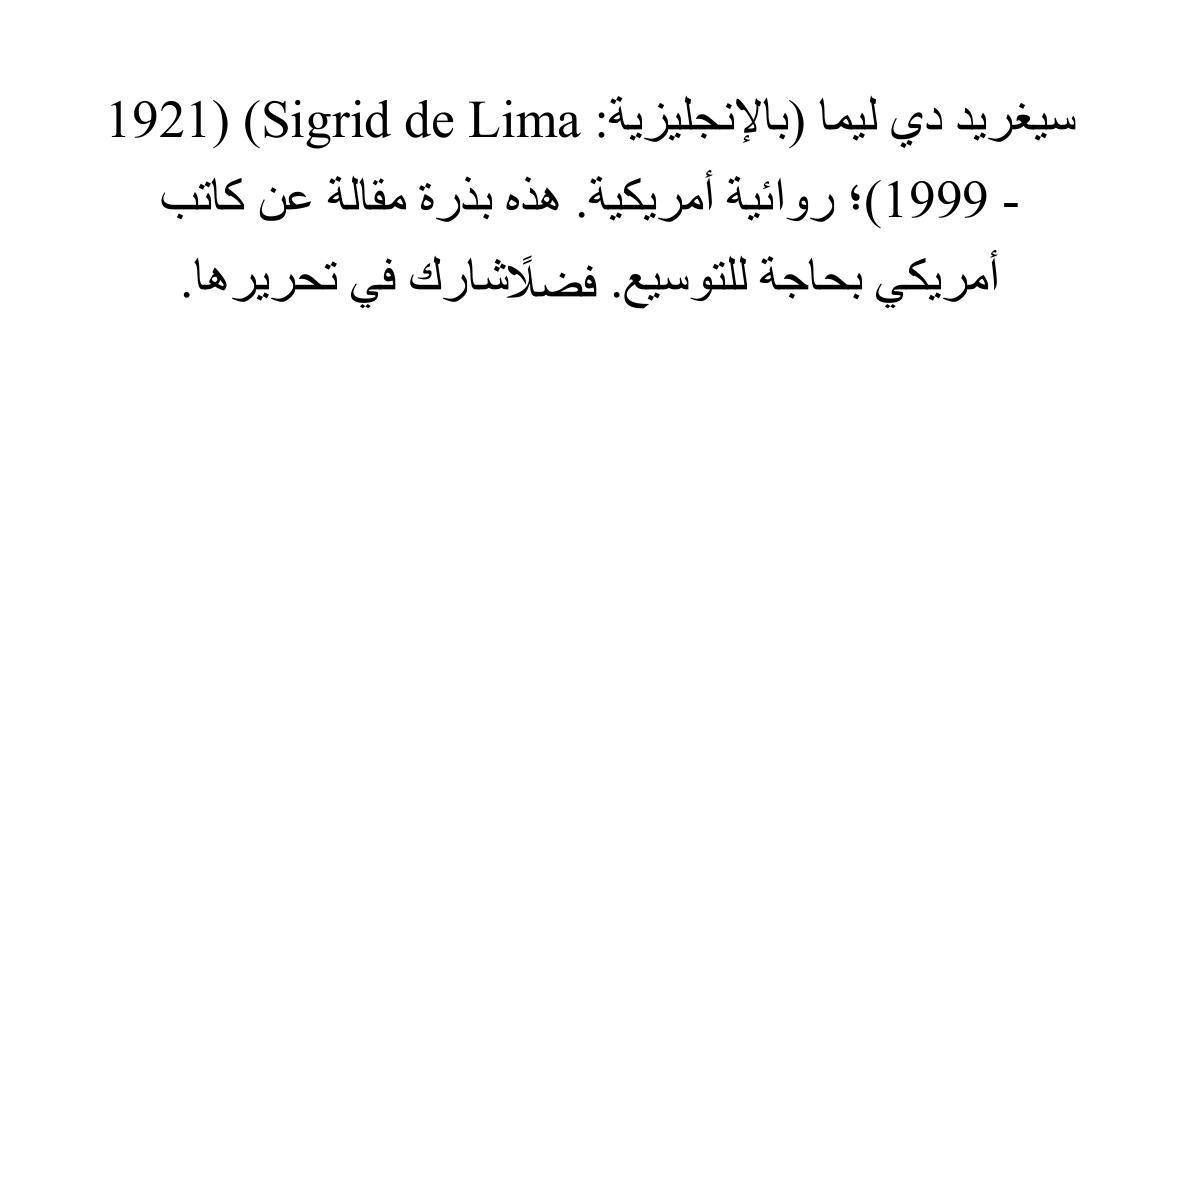 سيغريد دي ليما (بالإنجليزية: Sigrid de Lima) (1921
- 1999)؛ روائية أمريكية. هذه بذرة مقالة عن كاتب
أمريكي بحاجة للتوسيع. فضلًاشارك في تحريرها.